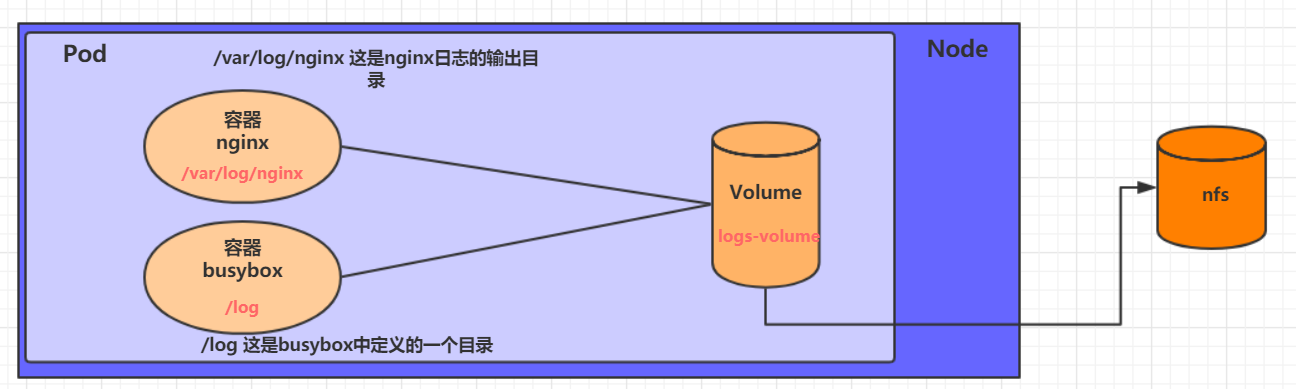 Pod
/var/log/nginx 这是nginx日志的输出目
录
Node
容器
nginx
/var/log/nginx
Volume
logs-volume
nfs
容器
busybox
/log
/log 这是busybox中定义的一个目录